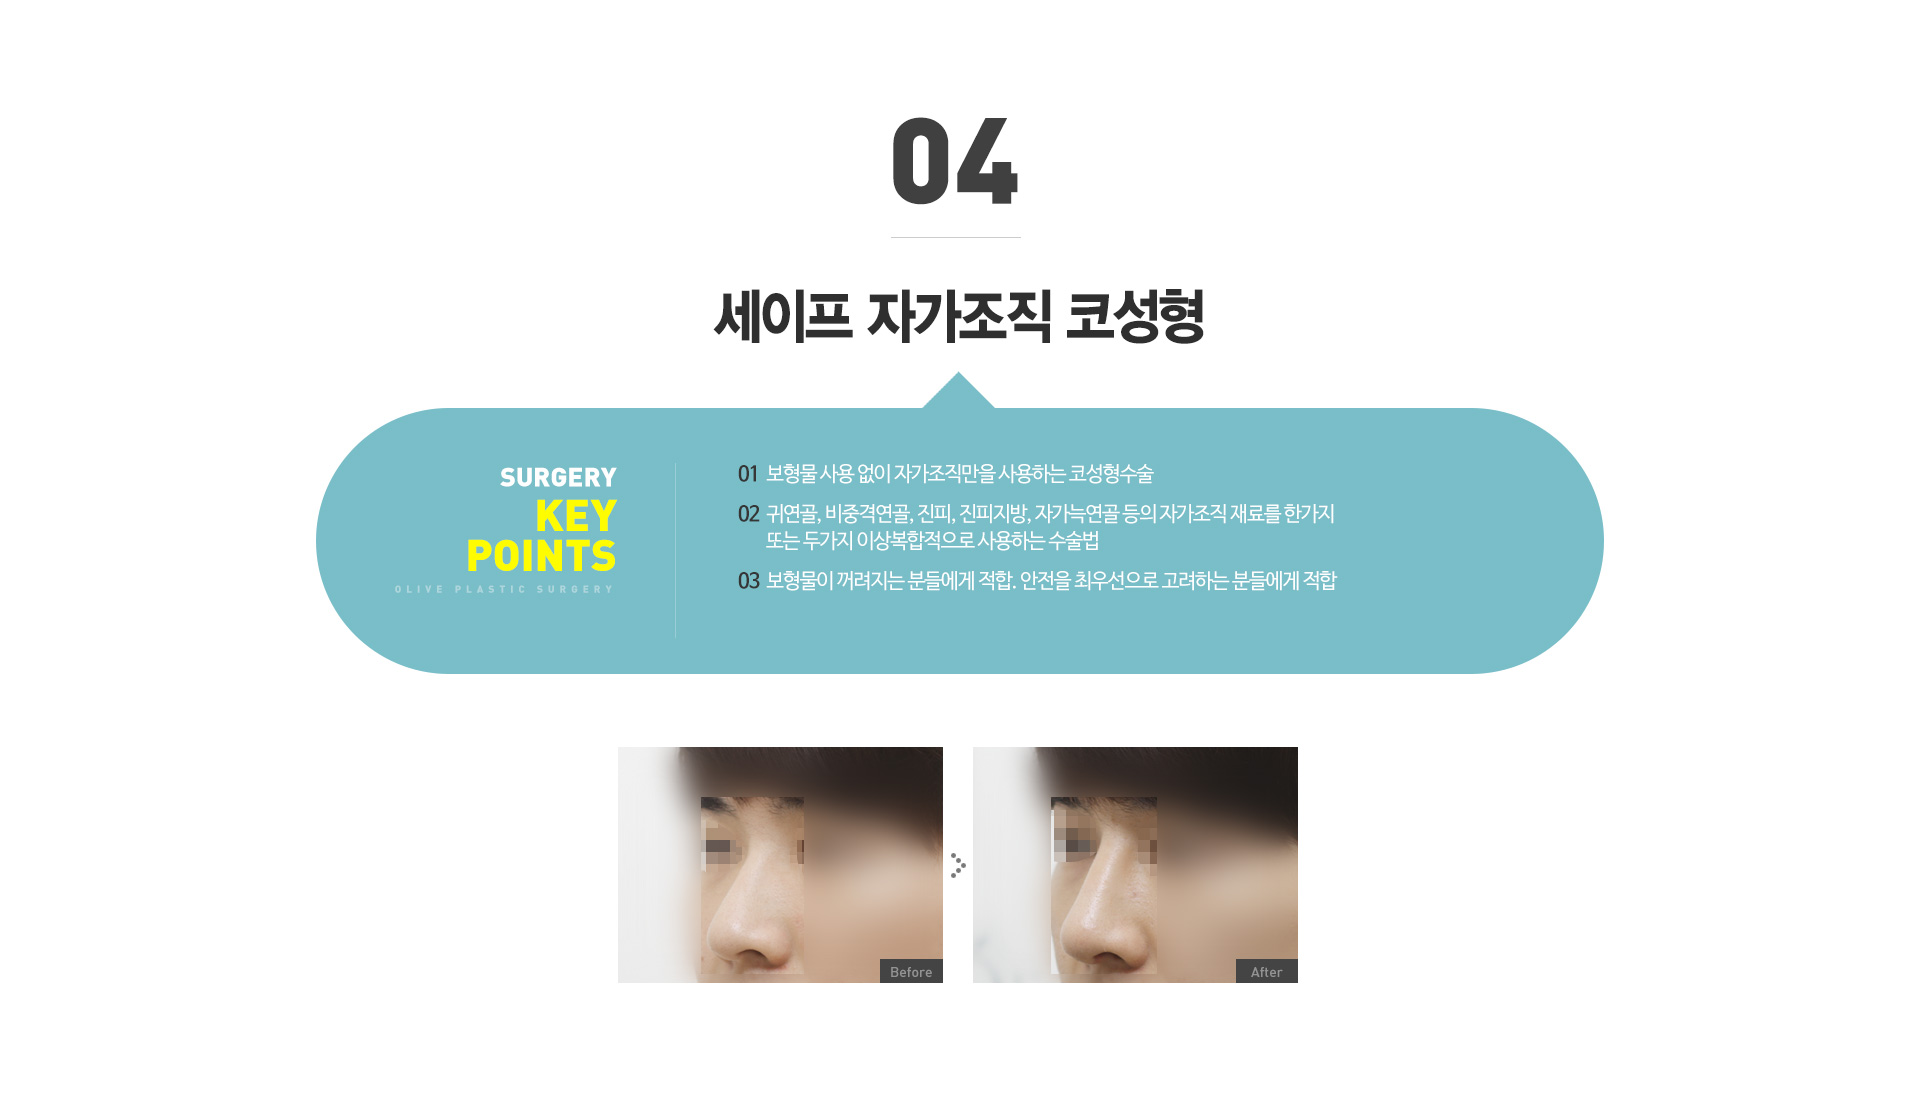 04
세이프 자가조직 코성형
SURGERY
KEY
POINTS
OLIVE PLASTIC SURGERY
01 보형물 사용 없이 자가조직만을 사용하는 코성형수술
02 귀연골, 비중격연골, 진피, 진피지방, 자가늑연골 등의 자가조직 재료를 한가지
또는 두가지 이상복합적으로 사용하는 수술법
03 보형물이 꺼려지는 분들에게 적합. 안전을 최우선으로 고려하는 분들에게 적합
Before
After